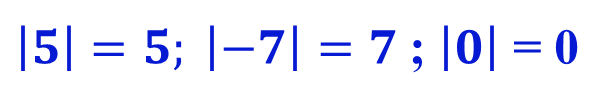 |5| = 5; |−7| = 7 ; |0| = 0